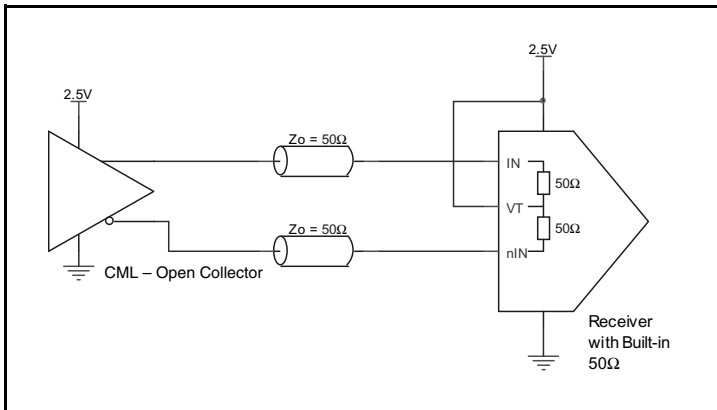 2.5V
2.5V
Zo = 50Ω
IN
50Ω
VT
Zo = 50Ω
50Ω
nIN
CML – Open Collector
Receiver
with Built-in
50Ω